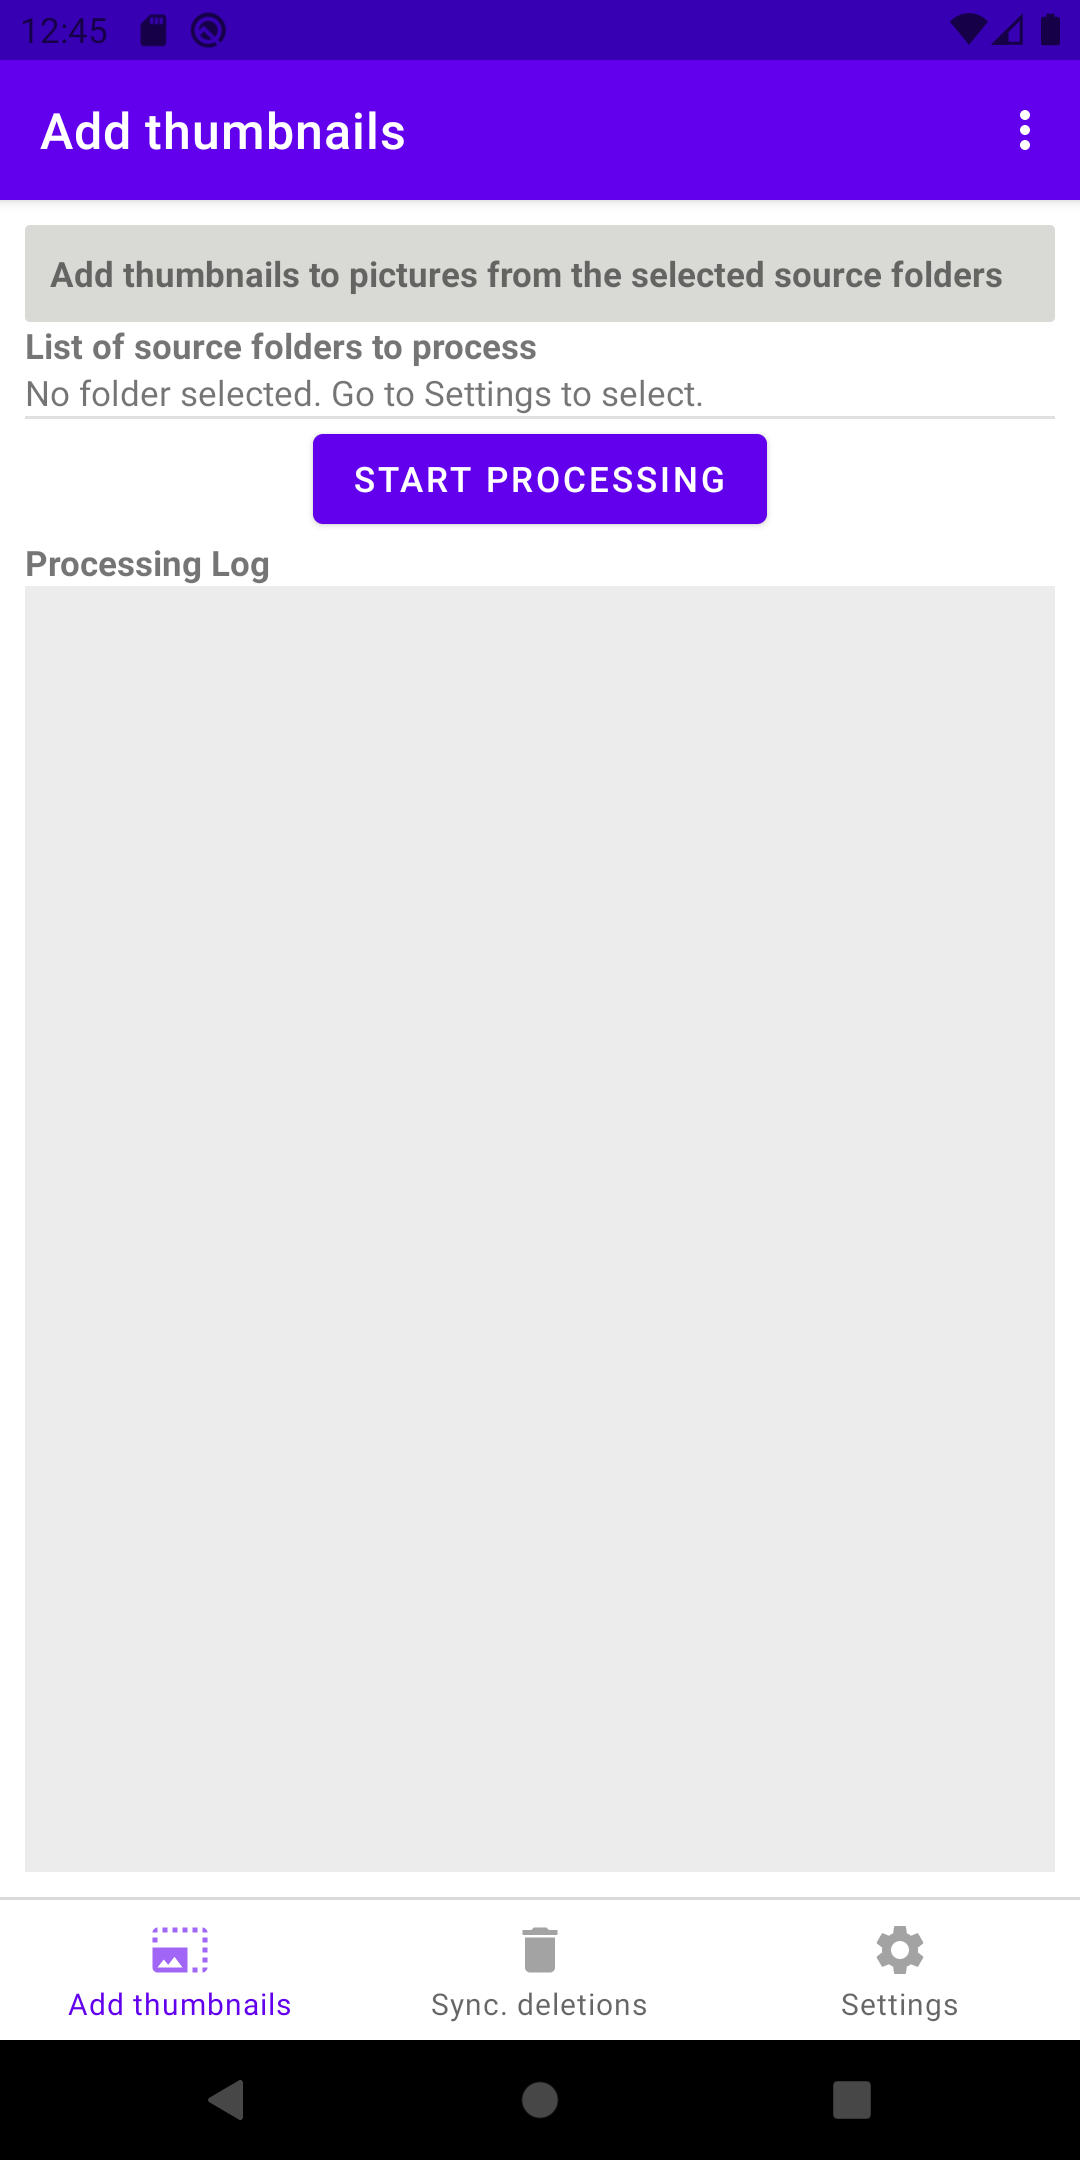 12:45
Add thumbnails
Add thumbnails to pictures from the selected source folders
List of source folders to process
No folder selected. Go to Settings to select.
START PROCESSING
Processing Log
Add thumbnails
Sync. deletions
Settings